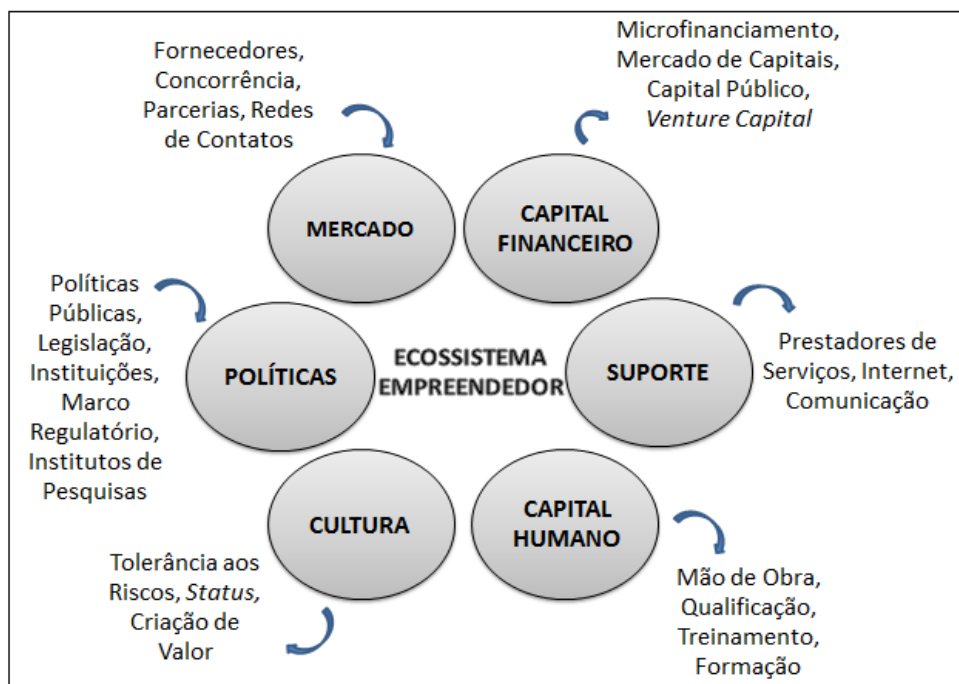 Fornecedores,
Concorrência,
Parcerias, Redes
de Contatos
Microfinanciamento,
Mercado de Capitais,
Capital Público,
Venture Capital
MERCADO
CAPITAL
FINANCEIRO
Políticas
Públicas,
Legislação,
Instituições,
Marco
Regulatório,
Institutos de
Pesquisas
POLÍTICAS
ECOSSISTEMA
EMPREENDEDOR
SUPORTE
Prestadores de
Serviços, Internet,
Comunicação
CULTURA
CAPITAL
HUMANO
Tolerância aos
Riscos, Status,
Criação de
Valor
Mão de Obra,
Qualificação,
Treinamento,
Formação